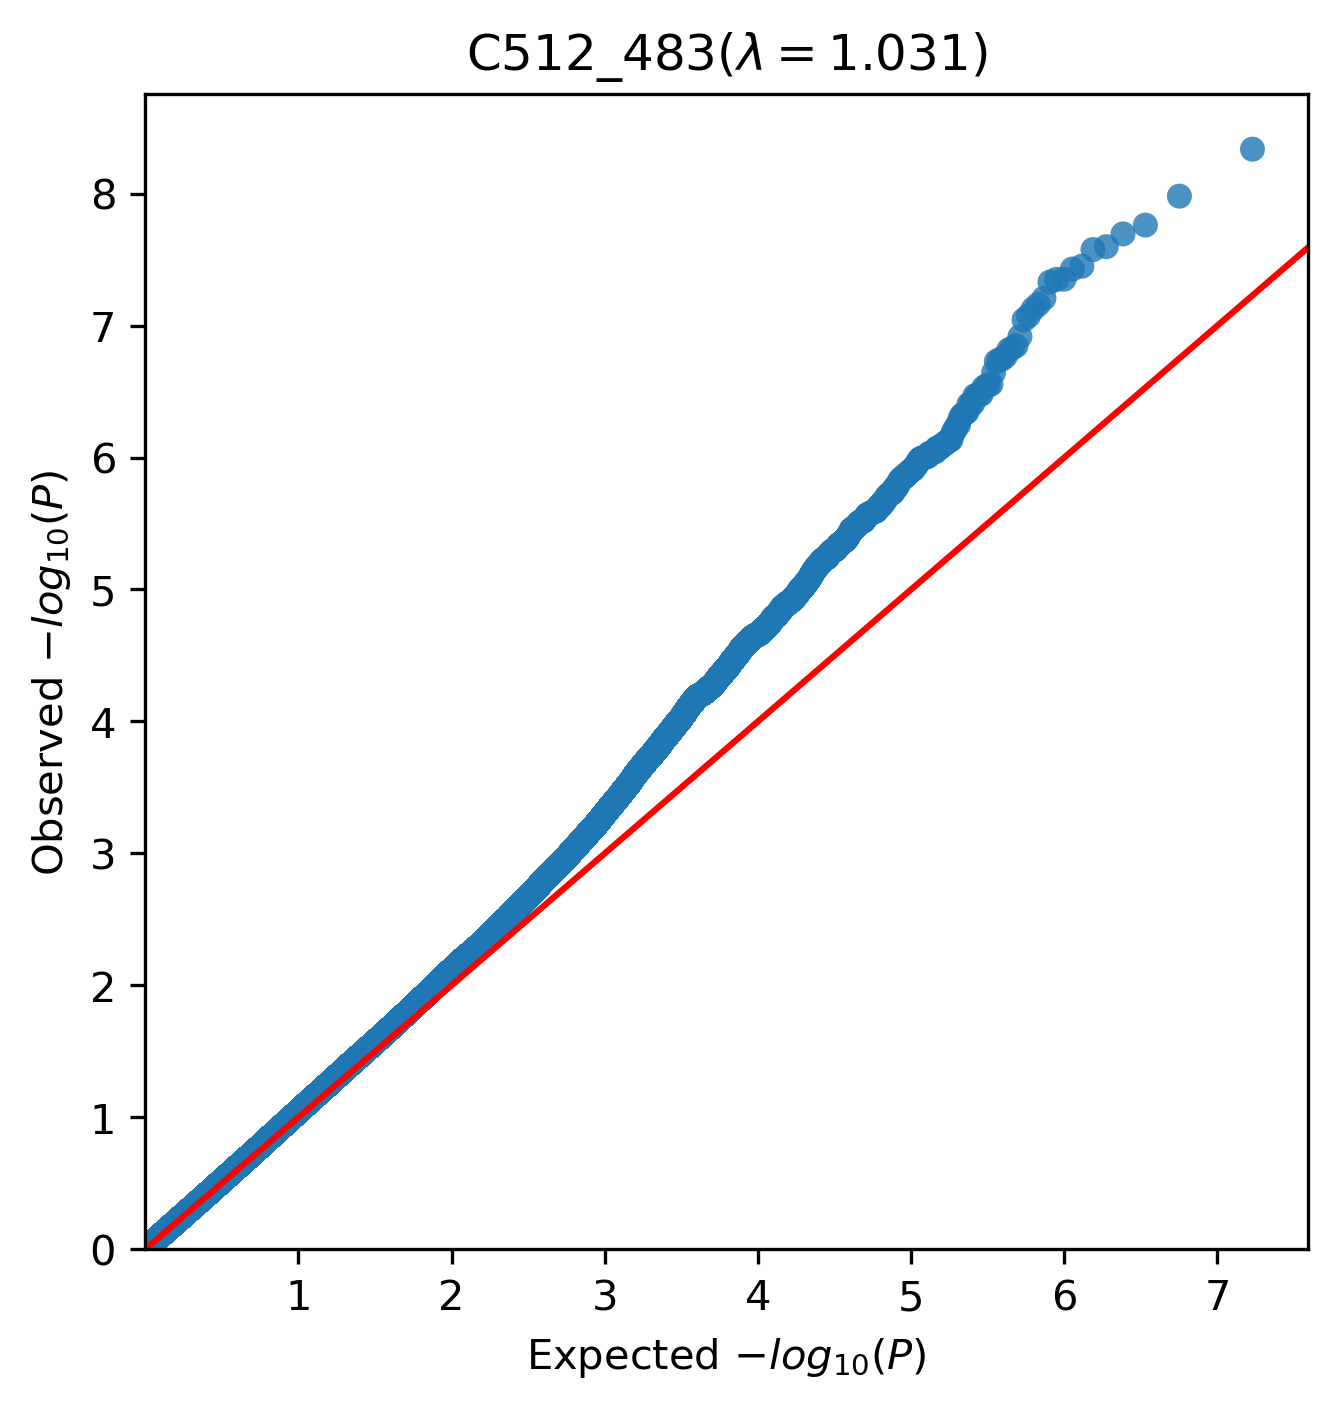 C512_483(λ = 1.031)
8
7
6
5
4
3
2
1
0
Observed −log10(P)
1 2 3 4 5 6 7
Expected −log10(P)